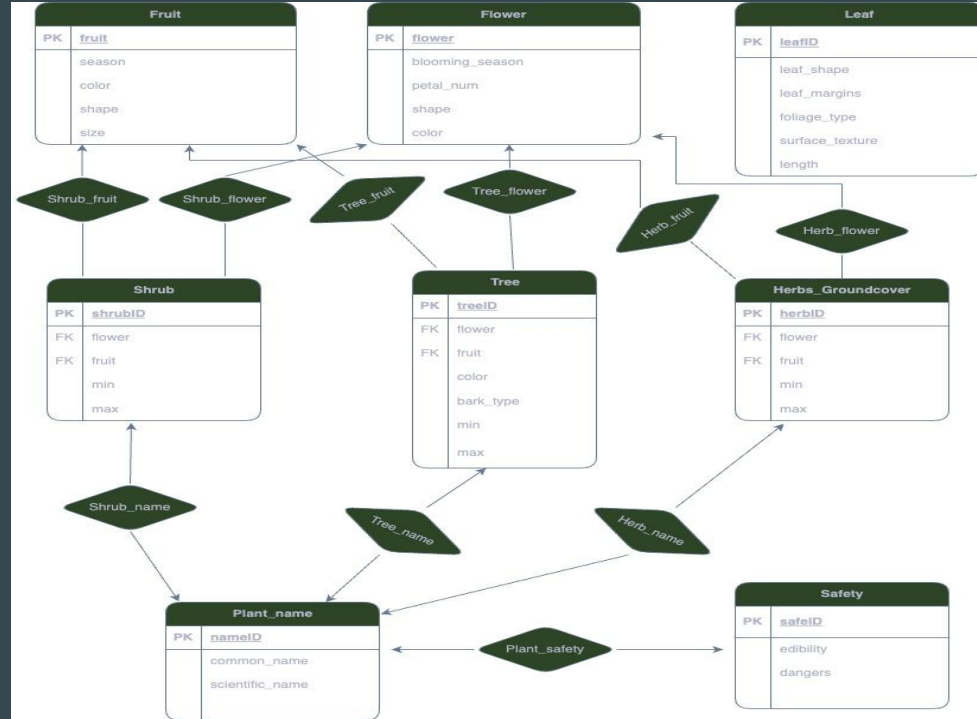 Fruit
PK fruit
season
color
shape
size
Flower
PK flower
blooming_season
petal_num
shape
color
Leaf
PK leafID
leaf_shape
leaf_margins
foliage_type
surface_texture
length
Shrub_fruit
Shrub_flower
Tree_fruit
Tree_flower
Herb_fruit
Herb_flower
Shrub
PK shrubID
FK flower
FK fruit
min
max
Tree
PK treeID
FK flower
FK fruit
color
bark_type
min
max
Herbs_Groundcover
PK herbID
FK flower
FK fruit
min
max
Shrub_name
Tree_name
Herb_name
Plant_name
PK nameID
common_name
scientific_name
Plant_safety
Safety
PK safeID
edibility
dangers